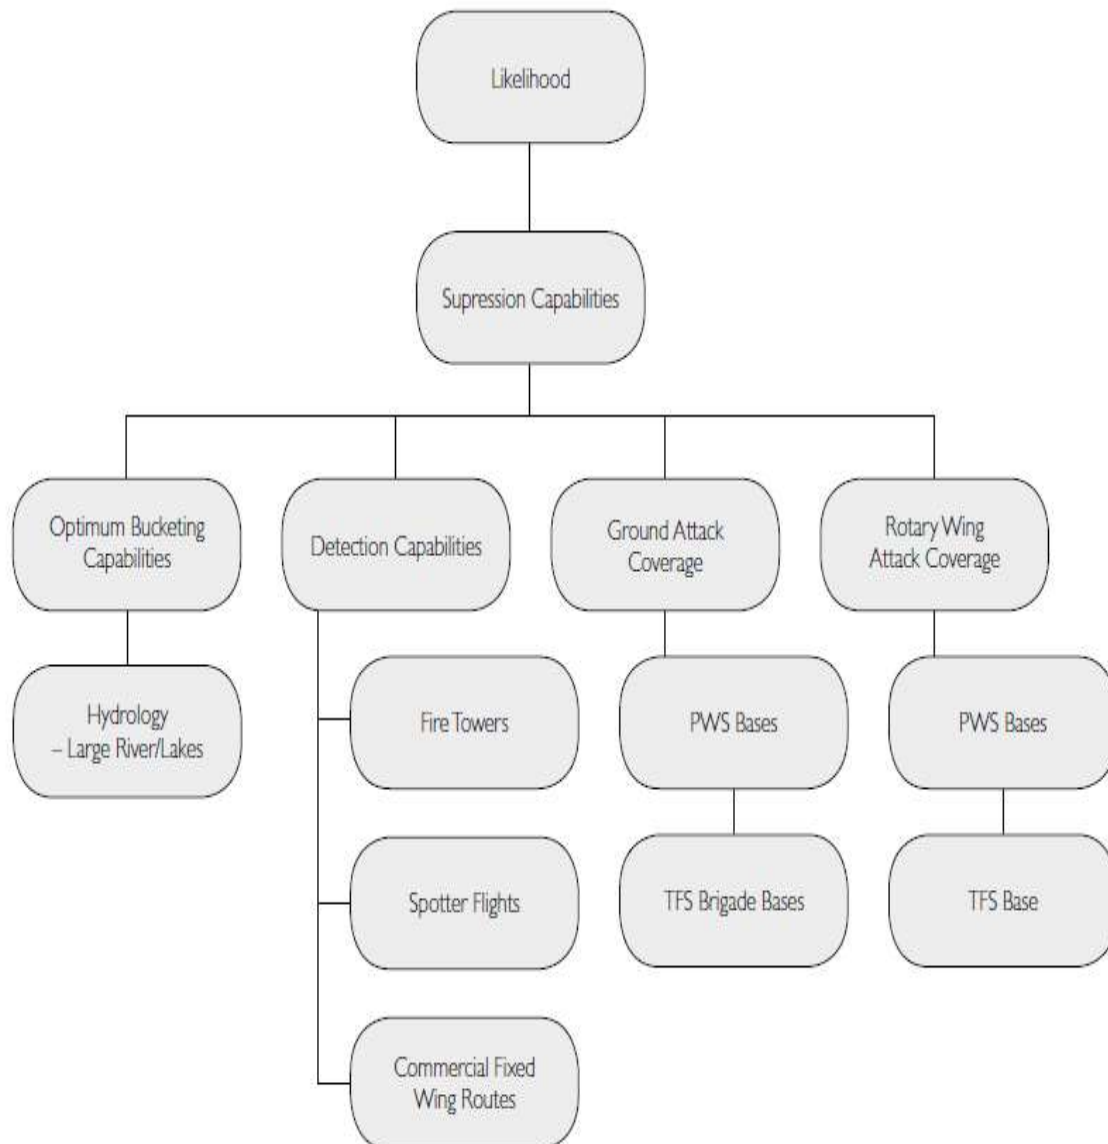 Likelihood
Supression Capabilities
Optimum Bucketing
Capabilities
Detection Capabilities
Ground Attack
Coverage
Rotary Wing
Attack Coverage
Hydrology
– Large River/Lakes
Fire Towers
PWS Bases
PWS Bases
Spotter Flights
TFS Brigade Bases
TFS Base
Commercial Fixed
Wing Routes